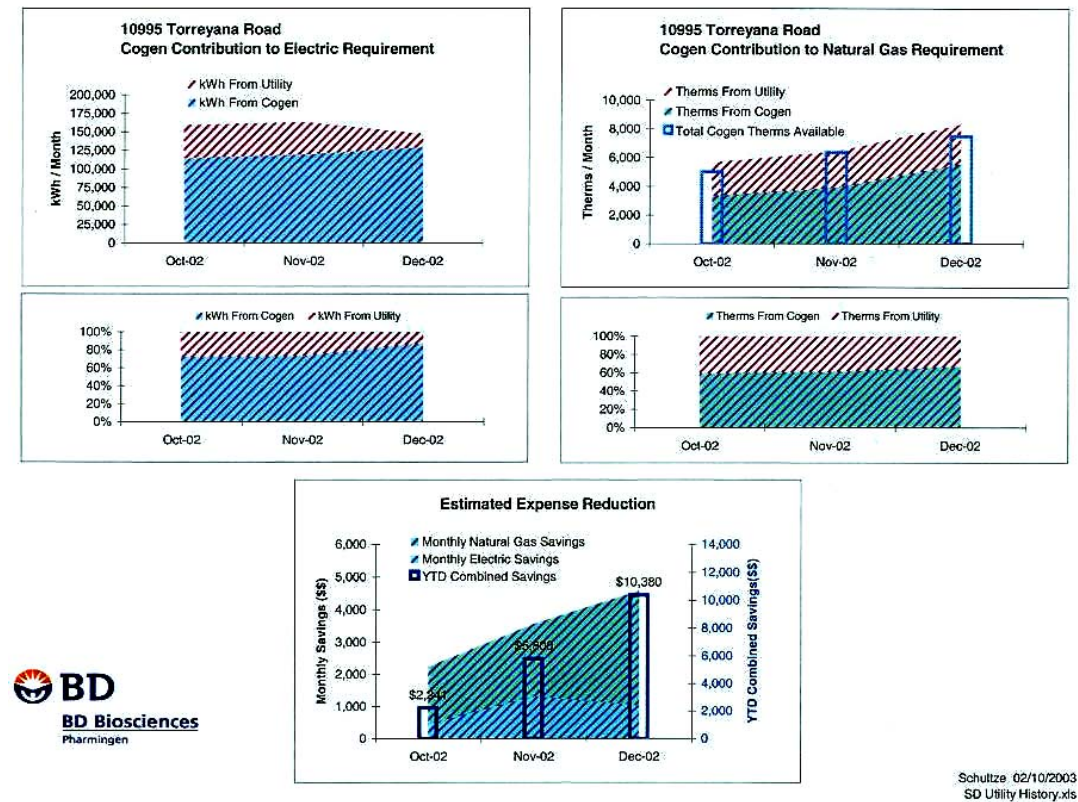 10995 Torreyana Road
Cogen Contribution to Electric Requirement
kWh From Utility
kWh From Cogen
kWh / Month
200,000
175,000
150,000
125,000
100,000
75,000
50,000
25,000
0
Oct-02 Nov-02 Dec-02
10995 Torreyana Road
Cogen Contribution to Natural Gas Requirement
Therms From Utility
Therms From Cogen
Total Cogen Therms Available
Therms / Month
10,000
8,000
6,000
4,000
2,000
0
Oct-02 Nov-02 Dec-02
kWh From Cogen kWh From Utility
100%
80%
60%
40%
20%
0%
Oct-02 Nov-02 Dec-02
Therms From Cogen Therms From Utility
100%
80%
60%
40%
20%
0%
Oct-02 Nov-02 Dec-02
Estimated Expense Reduction
Monthly Natural Gas Savings
Monthly Electric Savings
YTD Combined Savings
Monthly Savings ($$)
6,000
5,000
4,000
3,000
2,000
1,000
0
$10,380
14,000
12,000
10,000
8,000
6,000
4,000
2,000
0
YTD Combined Savings($$)
Oct-02 Nov-02 Dec-02
BD
BD Biosciences
Pharmingen
Schultze 02/10/2003
SD Utility History.xls